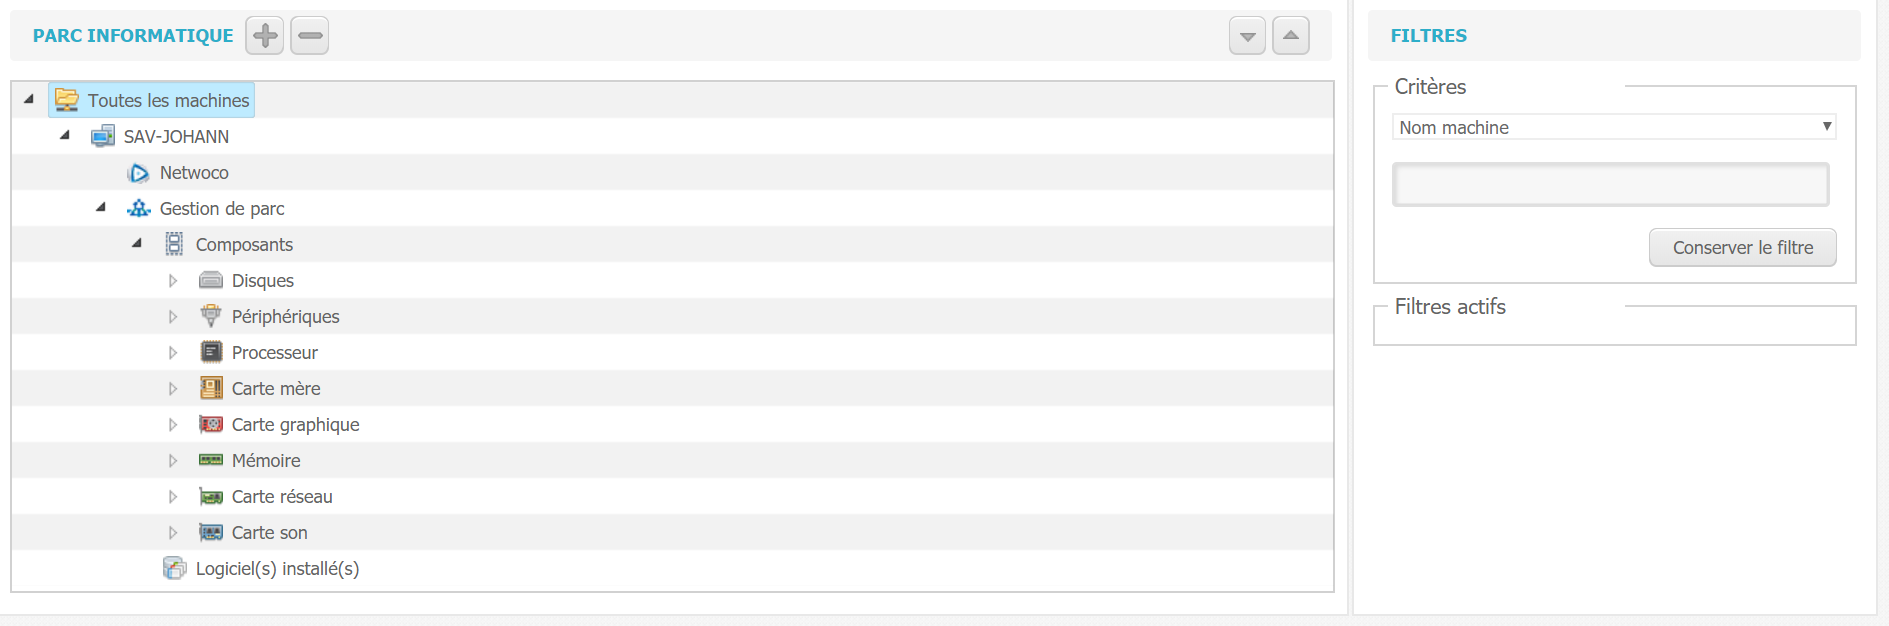 PARC INFORMATIQUE
Toutes les machines
SAV-JOHANN
Netwoco
Gestion de parc
Composants
Disques
Périphériques
Processeur
Carte mère
Carte graphique
Mémoire
Carte réseau
Carte son
Logiciel(s) installé(s)
FILTRES
Critères
Nom machine
Conserver le filtre
Filtres actifs